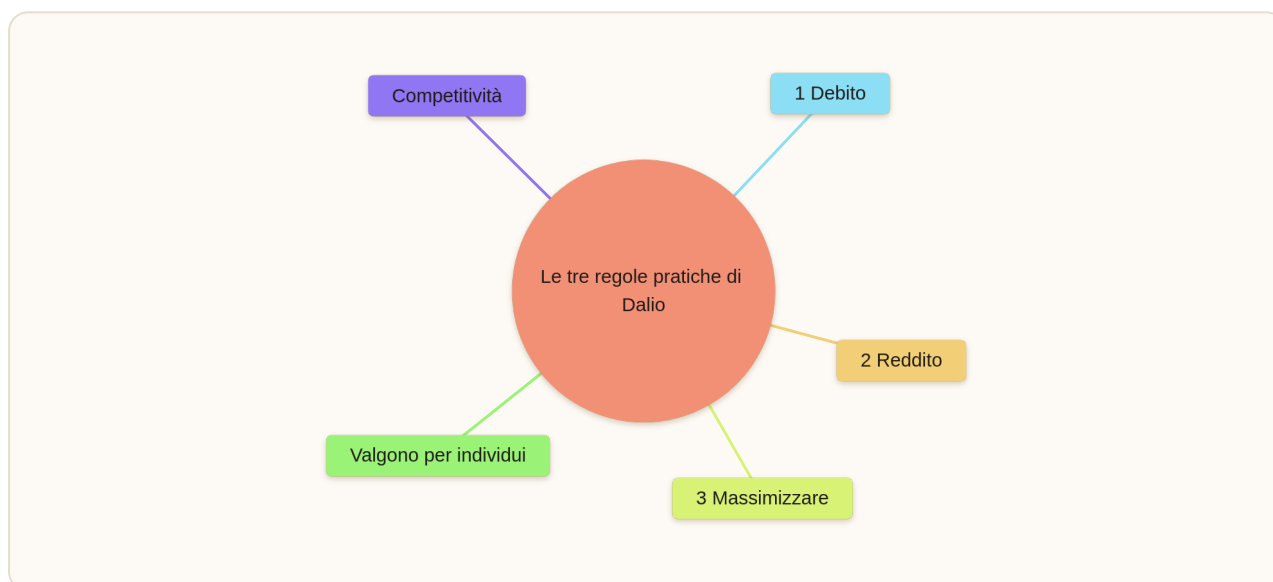 Competitività
1 Debito
Le tre regole pratiche di
Dalio
2 Reddito
Valgono per individui
3 Massimizzare